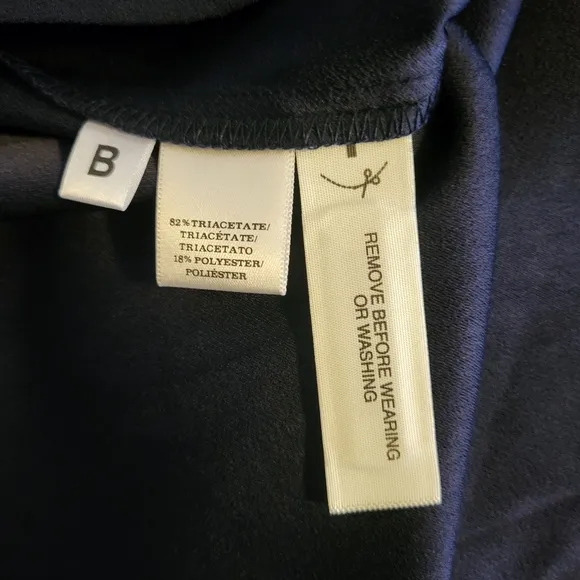 B
82%TRIACETATE/
TRIACÉTATE/
TRIACETATO
18% POLYESTER/
POLIÉSTER
REMOVE BEFORE WEARING
OR WASHING